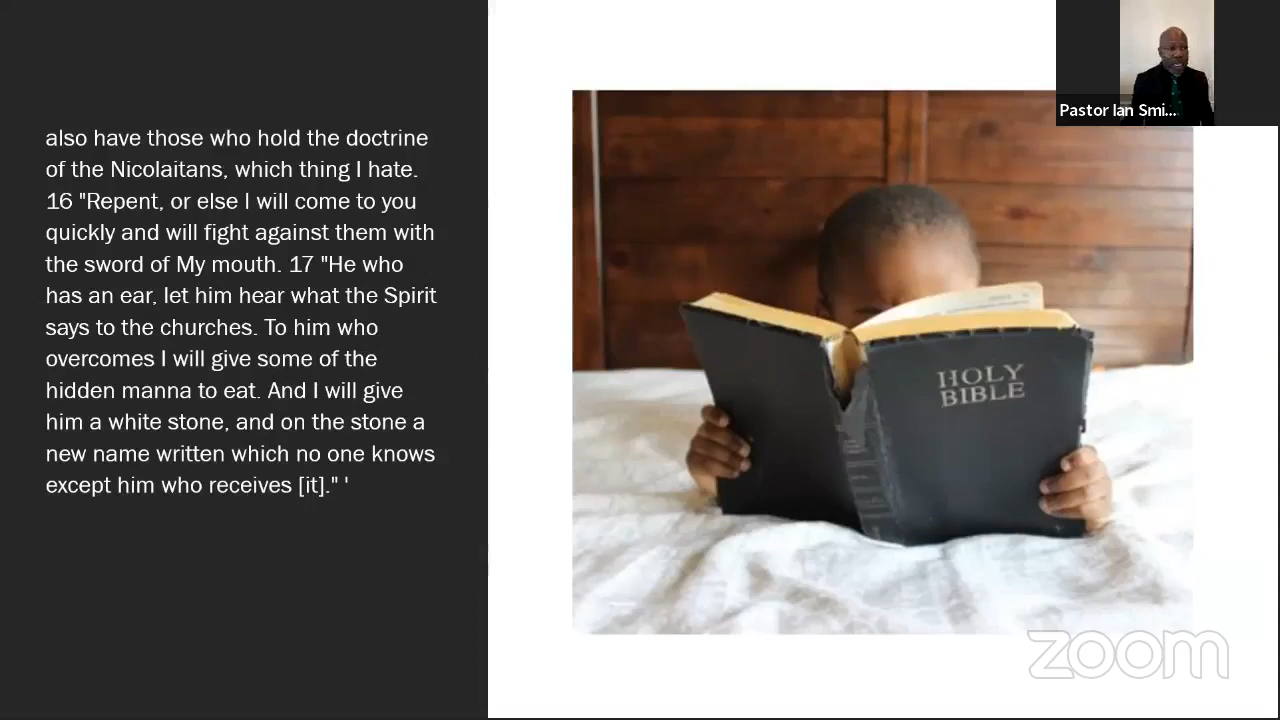 also have those who hold the doctrine
of the Nicolaitans, which thing I hate.
16 "Repent, or else I will come to you
quickly and will fight against them with
the sword of My mouth. 17 "He who
has an ear, let him hear what the Spirit
says to the churches. To him who
overcomes I will give some of the
hidden manna to eat. And I will give
him a white stone, and on the stone a
new name written which no one knows
except him who receives [it]." '
Pastor Ian Smi...
HOLY
BIBLE
zoom